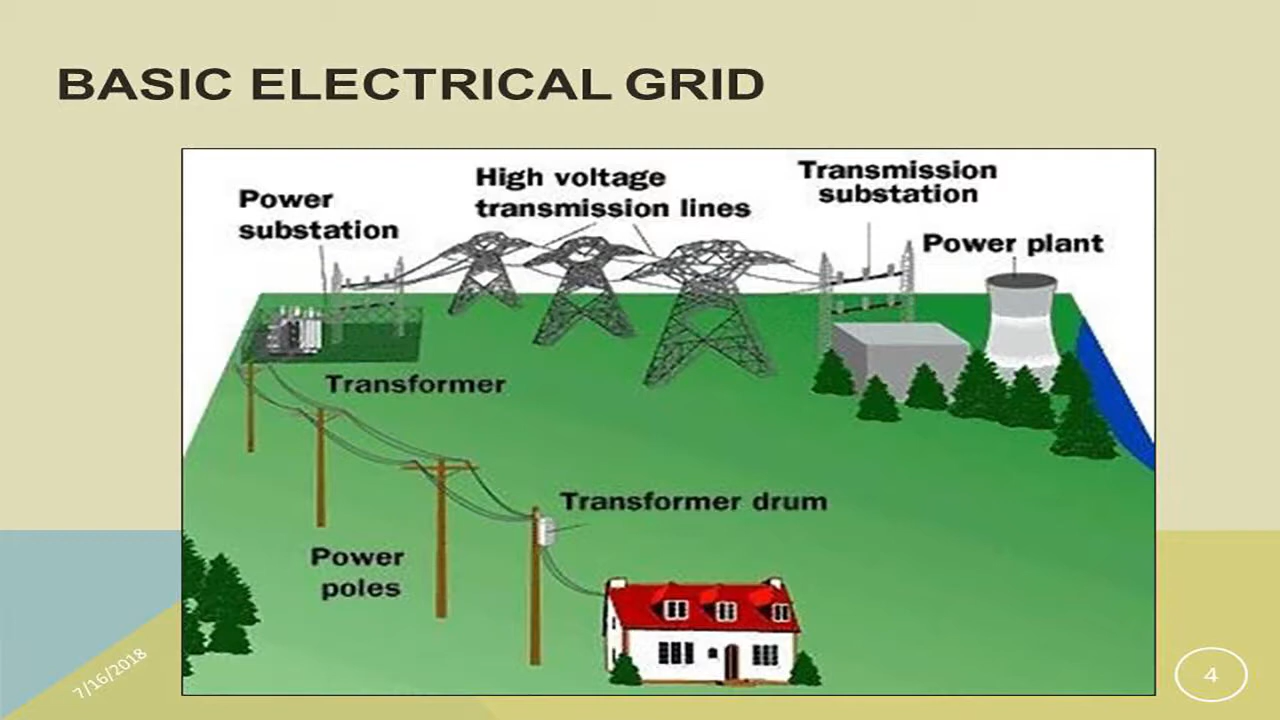 BASIC ELECTRICAL GRID
High voltage
transmission lines
Transmission
substation
Power
substation
Power plant
Transformer
Transformer drum
Power
poles
7/16/2018
4